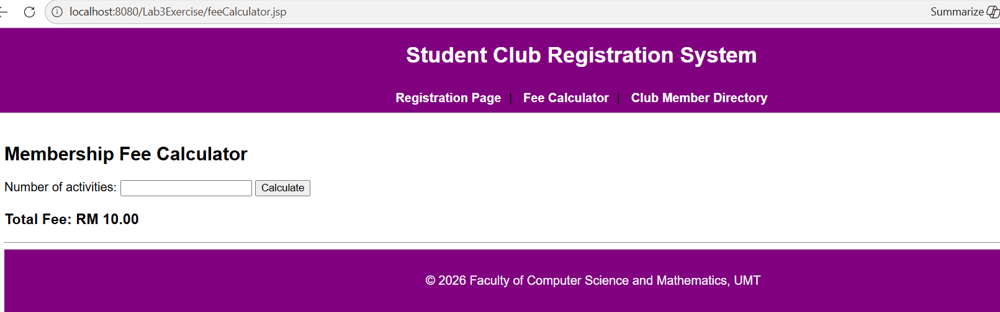 localhost:8080/Lab3Exercise/feeCalculator.jsp Summarize
Student Club Registration System
Registration Page | Fee Calculator | Club Member Directory
Membership Fee Calculator
Number of activities: Calculate
Total Fee: RM 10.00
© 2026 Faculty of Computer Science and Mathematics, UMT